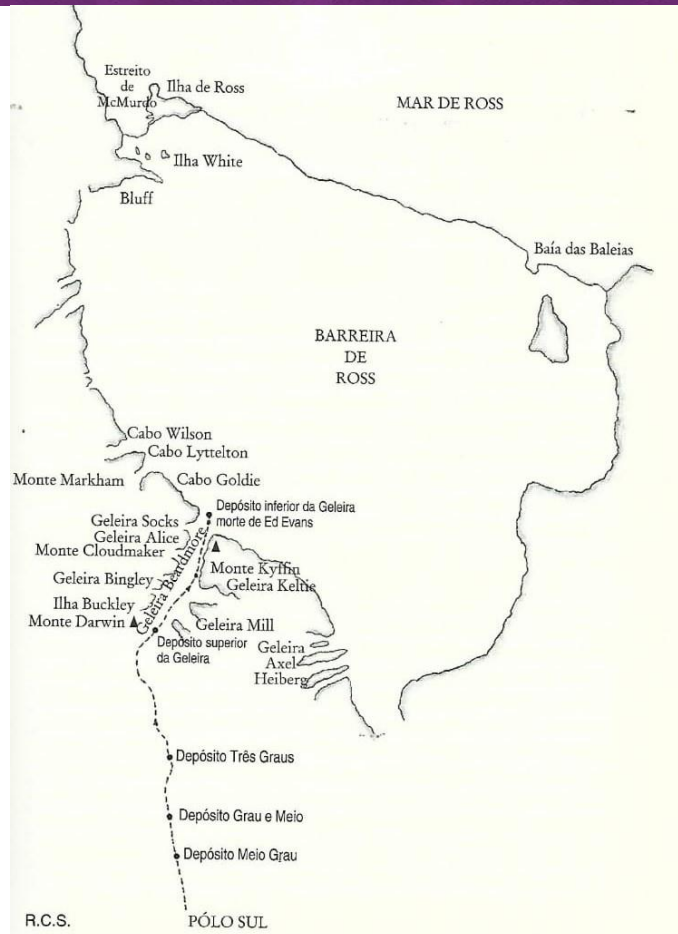 Estreito
de
McMurdo
Ilha de Ross
MAR DE ROSS
Ilha White
Bluff
Baía das Baleias
BARREIRA
DE
ROSS
Cabo Wilson
Cabo Lyttelton
Monte Markham
Cabo Goldie
Depósito inferior da Geleira
morte de Ed Evans
Geleira Socks
Geleira Alice
Monte Cloudmaker
Geleira Beardmore
Monte Kyffin
Geleira Bingley
Geleira Keltie
Ilha Buckley
Monte Darwin
Geleira Mill
Depósito superior
da Geleira
Geleira
Axel
Heiberg
Depósito Três Graus
Depósito Grau e Meio
Depósito Meio Grau
R.C.S.
PÓLO SUL